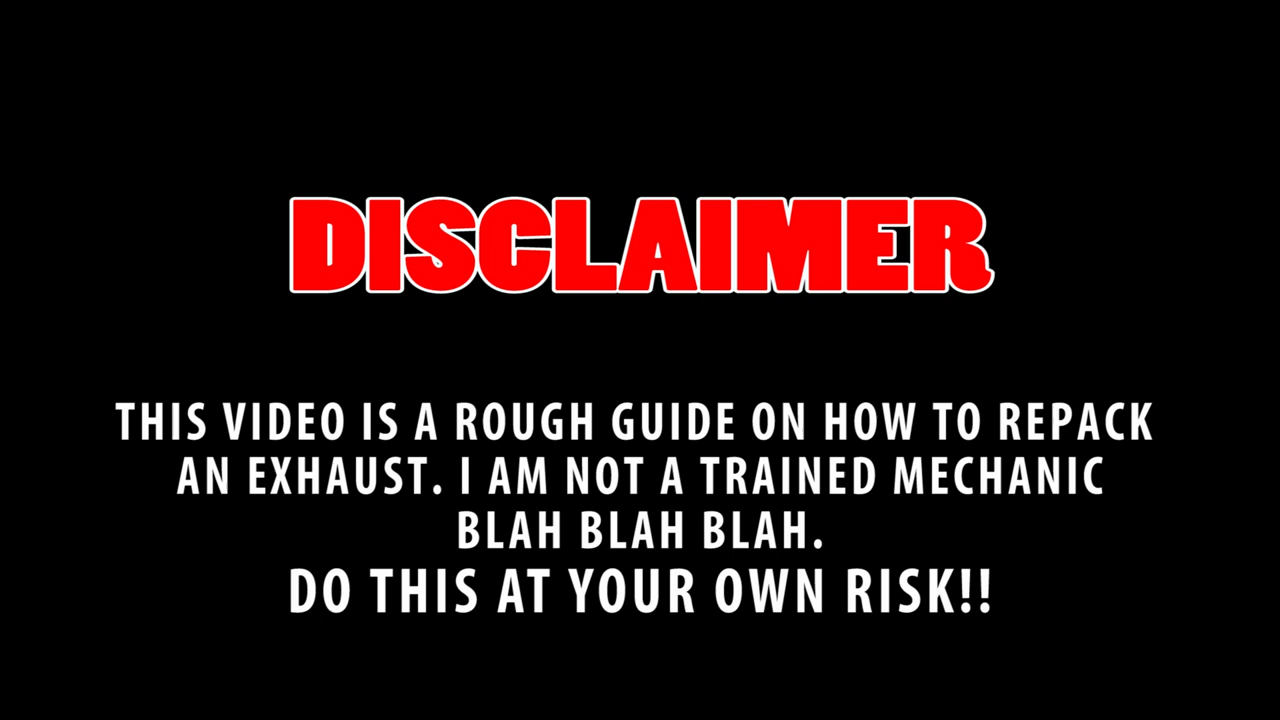 DISCLAIMER
THIS VIDEO IS A ROUGH GUIDE ON HOW TO REPACK
AN EXHAUST. I AM NOT A TRAINED MECHANIC
BLAH BLAH BLAH.
DO THIS AT YOUR OWN RISK!!